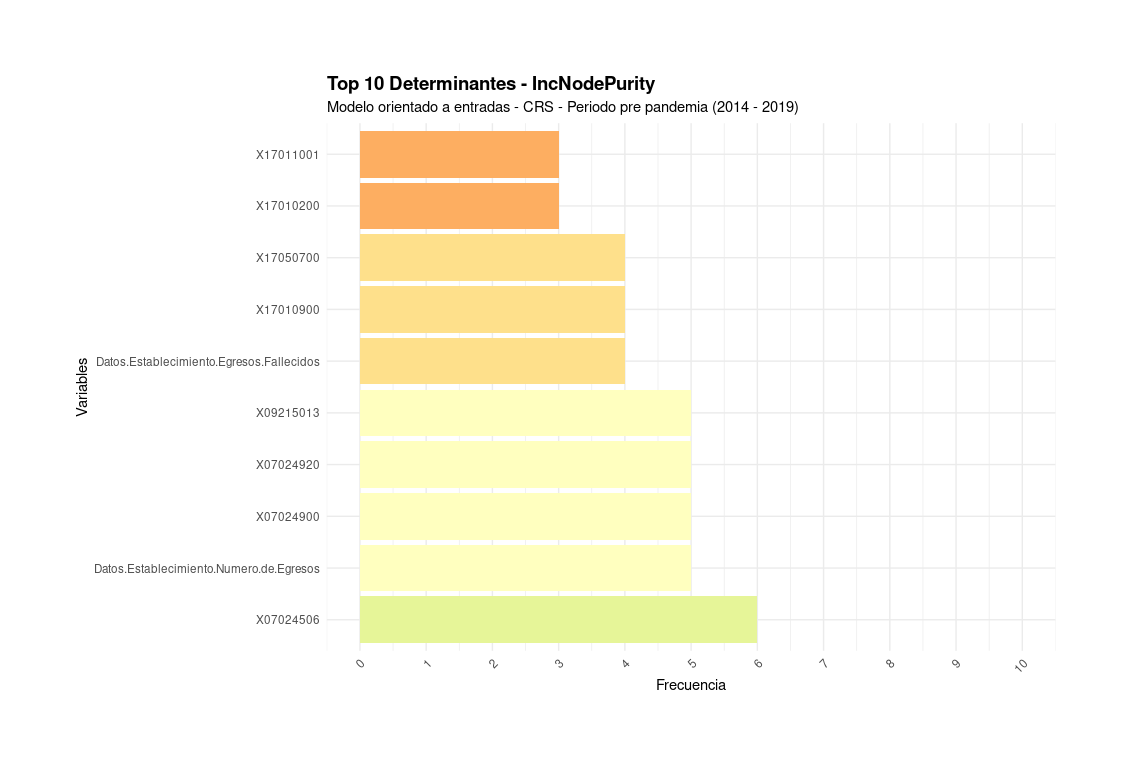 Top 10 Determinantes - IncNodePurity
Modelo orientado a entradas - CRS - Periodo pre pandemia (2014 - 2019)
Variables
X17011001
X17010200
X17050700
X17010900
Datos.Establecimiento.Egresos.Fallecidos
X09215013
X07024920
X07024900
Datos.Establecimiento.Numero.de.Egresos
X07024506
0 1 2 3 4 5 6 7 8 9 10
Frecuencia